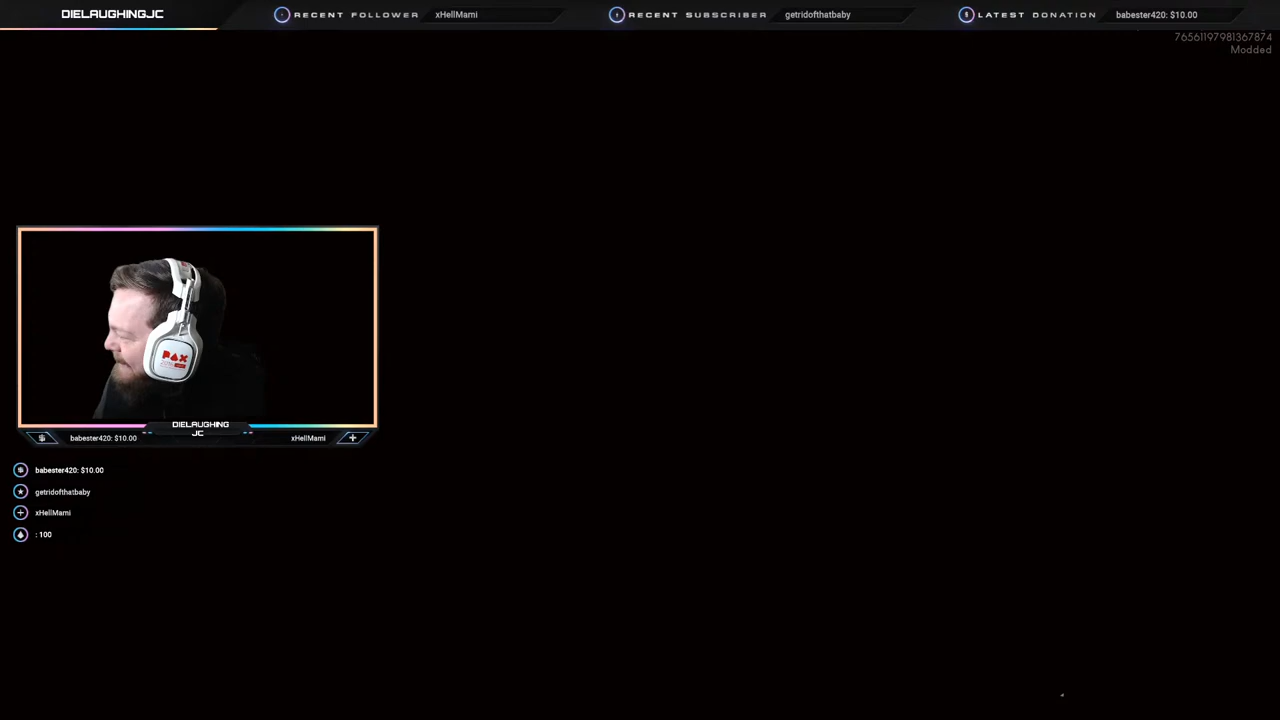 DIELAUGHINGJC
RECENT FOLLOWER xHellMami
RECENT SUBSCRIBER getridofthatbaby
LATEST DONATION babester420: $10.00
76561197981367874
Modded
DIELAUGHING
JC
babester420: $10.00
xHellMami
babester420: $10.00
getridofthatbaby
xHellMami
: 100